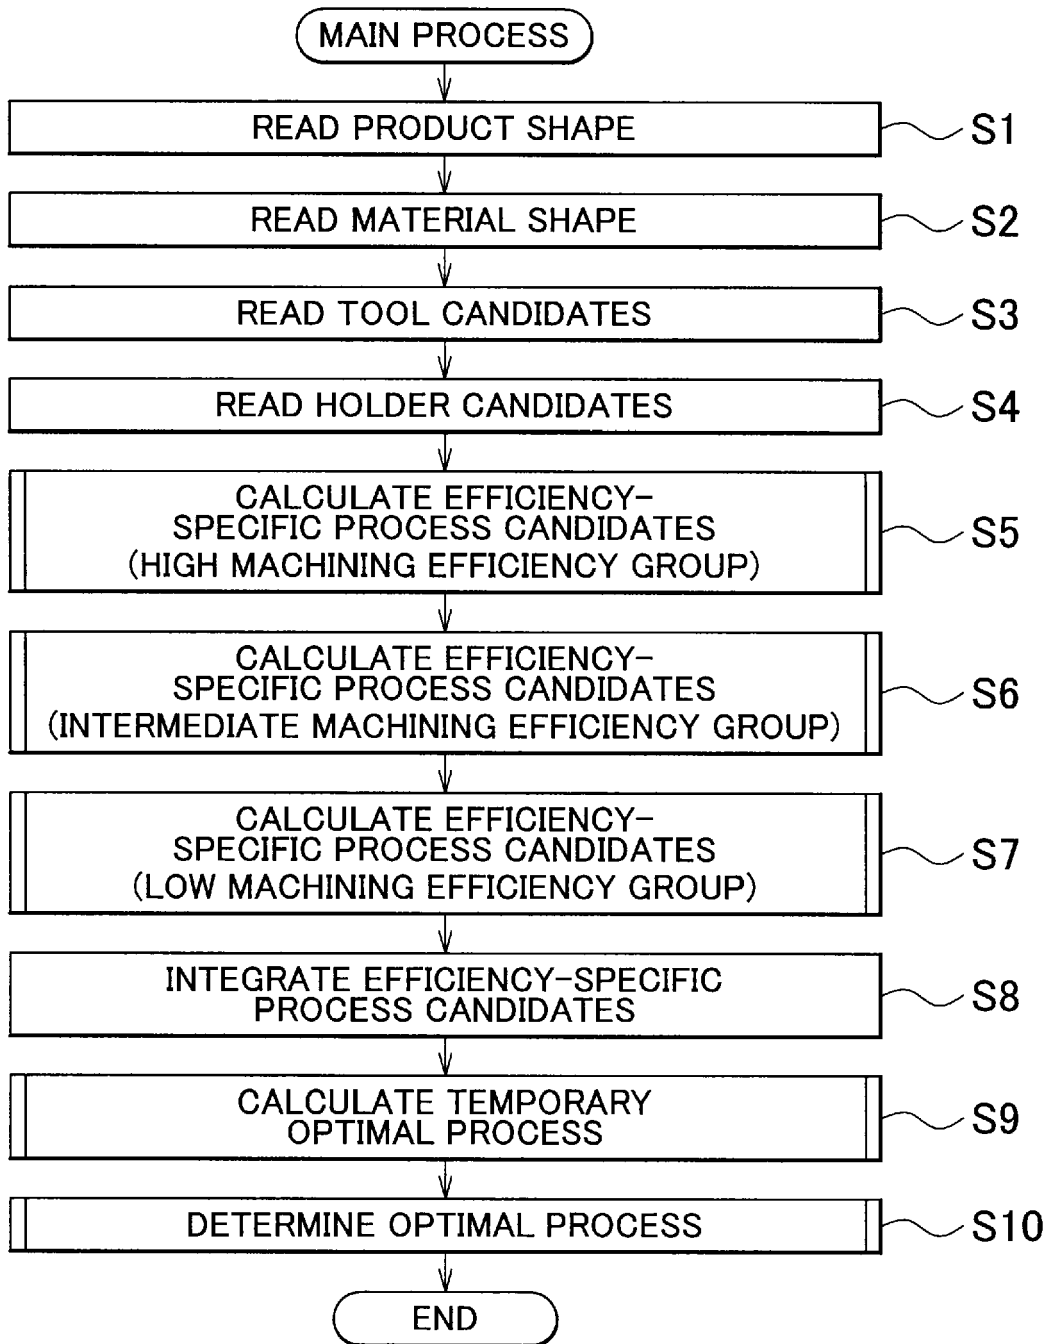 MAIN PROCESS
READ PRODUCT SHAPE
S1
READ MATERIAL SHAPE
S2
READ TOOL CANDIDATES
S3
READ HOLDER CANDIDATES
S4
CALCULATE EFFICIENCY-
SPECIFIC PROCESS CANDIDATES
(HIGH MACHINING EFFICIENCY GROUP)
S5
CALCULATE EFFICIENCY-
SPECIFIC PROCESS CANDIDATES
(INTERMEDIATE MACHINING EFFICIENCY GROUP)
S6
CALCULATE EFFICIENCY-
SPECIFIC PROCESS CANDIDATES
(LOW MACHINING EFFICIENCY GROUP)
S7
INTEGRATE EFFICIENCY-SPECIFIC
PROCESS CANDIDATES
S8
CALCULATE TEMPORARY
OPTIMAL PROCESS
S9
DETERMINE OPTIMAL PROCESS
S10
END